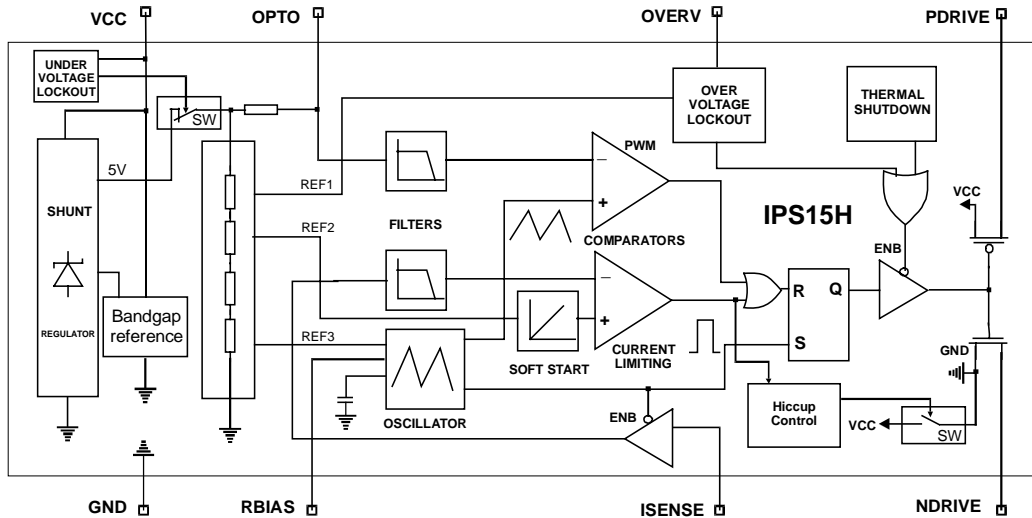 VCC
OPTO
OVERV
PDRIVE
UNDER
VOLTAGE
LOCKOUT
SW
OVER
VOLTAGE
LOCKOUT
THERMAL
SHUTDOWN
5V
SHUNT
REGULATOR
Bandgap
reference
REF1
REF2
REF3
FILTERS
PWM
COMPARATORS
CURRENT
LIMITING
SOFT START
OSCILLATOR
IPS15H
ENB
VCC
R
Q
S
GND
ENB
Hiccup
Control
VCC
SW
GND
RBIAS
ISENSE
NDRIVE